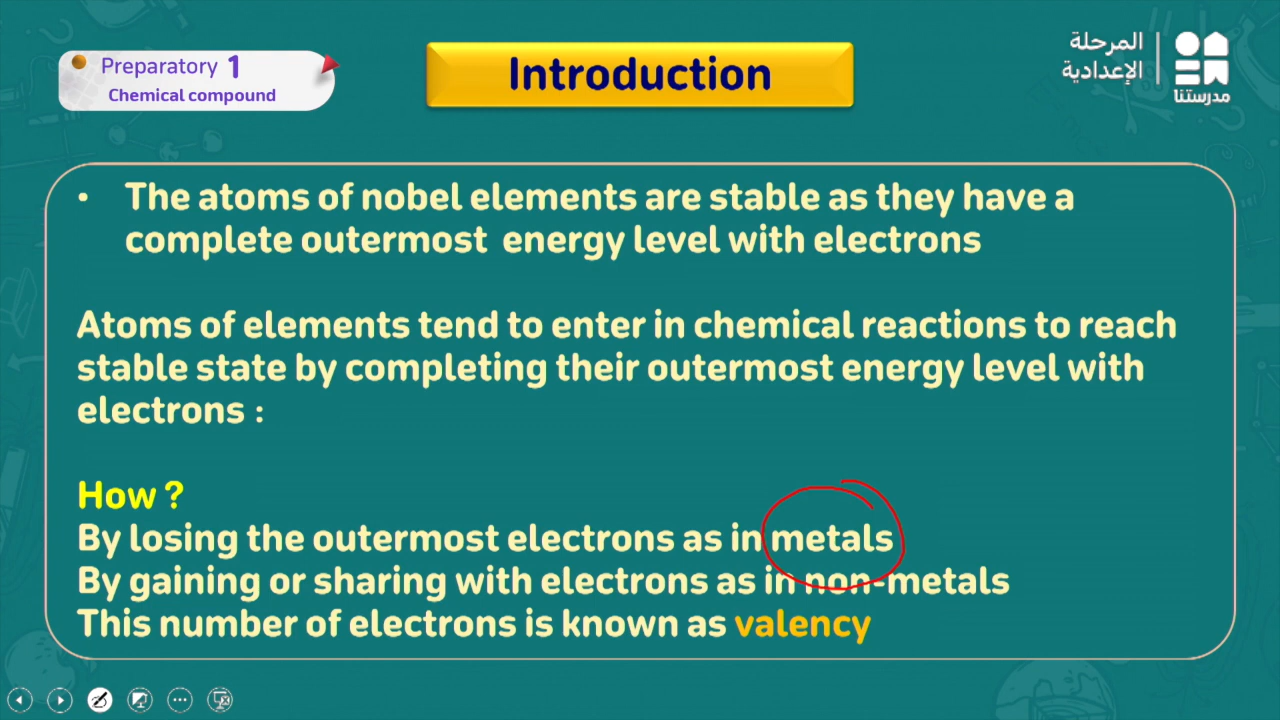 Preparatory 1
Chemical compound
Introduction
المرحلة
الإعدادية
مدرستنا
• The atoms of nobel elements are stable as they have a
complete outermost energy level with electrons
Atoms of elements tend to enter in chemical reactions to reach
stable state by completing their outermost energy level with
electrons :
How ?
By losing the outermost electrons as in metals
By gaining or sharing with electrons as in non-metals
This number of electrons is known as valency